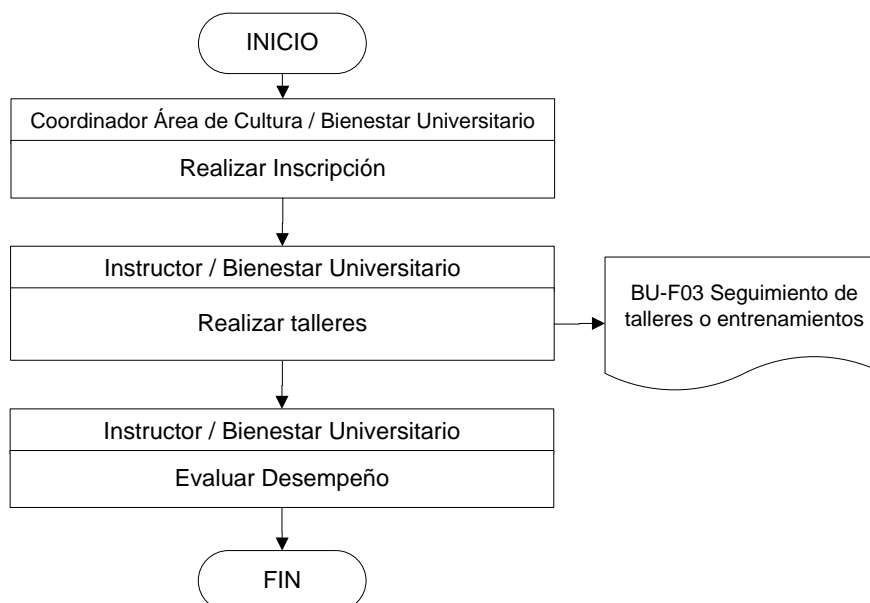 INICIO
Coordinador Área de Cultura / Bienestar Universitario
Realizar Inscripción
Instructor / Bienestar Universitario
Realizar talleres
BU-F03 Seguimiento de
talleres o entrenamientos
Instructor / Bienestar Universitario
Evaluar Desempeño
FIN